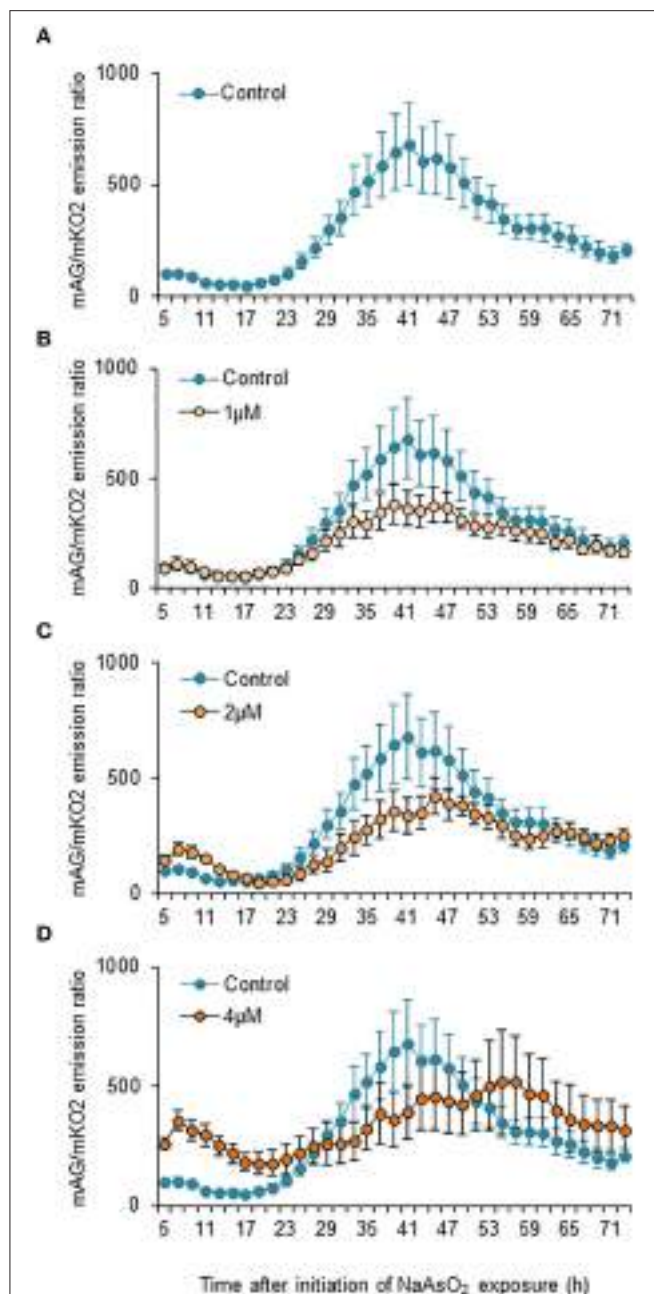 A
mAG/mKO2 emission ratio
1000
500
0
Control
5 11 17 23 29 35 41 47 53 59 65 71
B
mAG/mKO2 emission ratio
1000
500
0
Control
1µM
5 11 17 23 29 35 41 47 53 59 65 71
C
mAG/mKO2 emission ratio
1000
500
0
Control
2µM
5 11 17 23 29 35 41 47 53 59 65 71
D
mAG/mKO2 emission ratio
1000
500
0
Control
4µM
5 11 17 23 29 35 41 47 53 59 65 71
Time after initiation of NaAsO₂ exposure (h)